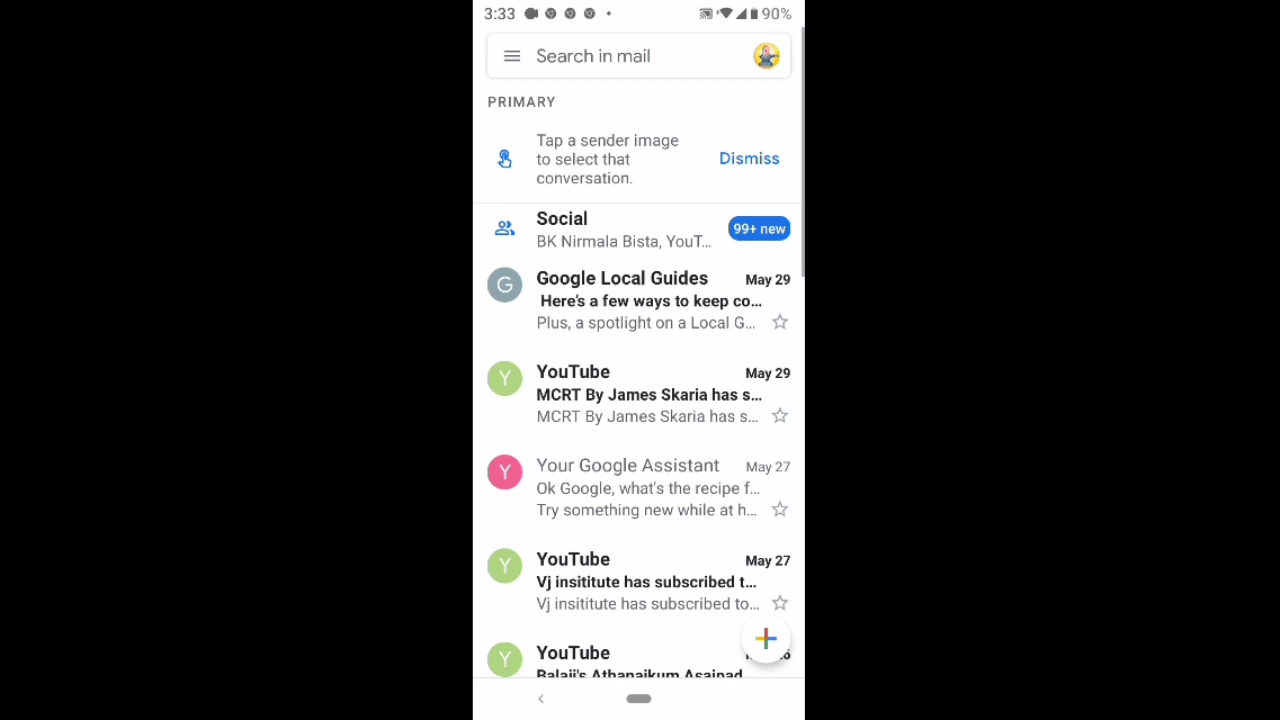 3:33 90%
Search in mail
PRIMARY
Tap a sender image
to select that
conversation.
Dismiss
Social
BK Nirmala Bista, YouT...
99+ new
G
Google Local Guides May 29
Here's a few ways to keep co...
Plus, a spotlight on a Local G...
Y
YouTube May 29
MCRT By James Skaria has s...
MCRT By James Skaria has s...
Y
Your Google Assistant May 27
Ok Google, what's the recipe f...
Try something new while at h...
Y
YouTube May 27
Vj insititute has subscribed t...
Vj insititute has subscribed to...
Y
YouTube
Balaji's Athanaikum Asaipad